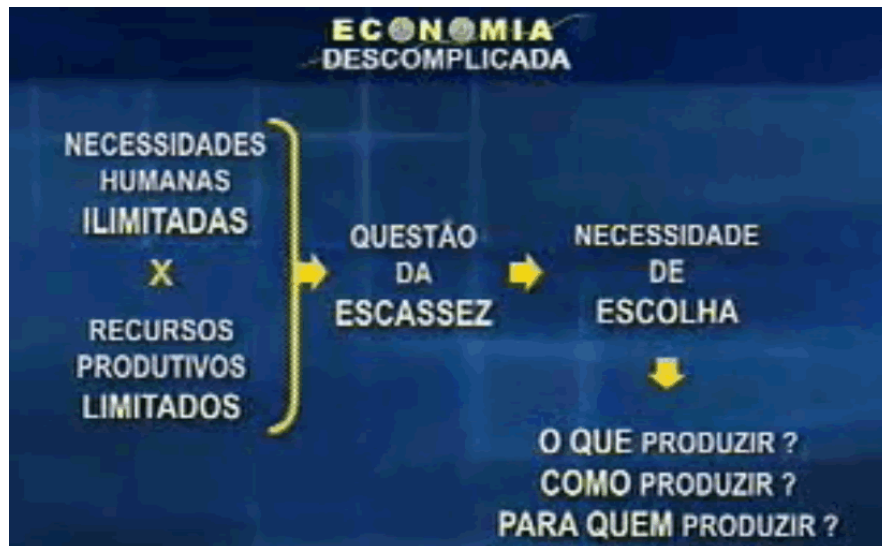 ECONOMIA
DESCOMPLICADA
NECESSIDADES
HUMANAS
ILIMITADAS
X
RECURSOS
PRODUTIVOS
LIMITADOS
QUESTÃO
DA
ESCASSEZ
NECESSIDADE
DE
ESCOLHA
O QUE PRODUZIR ?
COMO PRODUZIR ?
PARA QUEM PRODUZIR ?